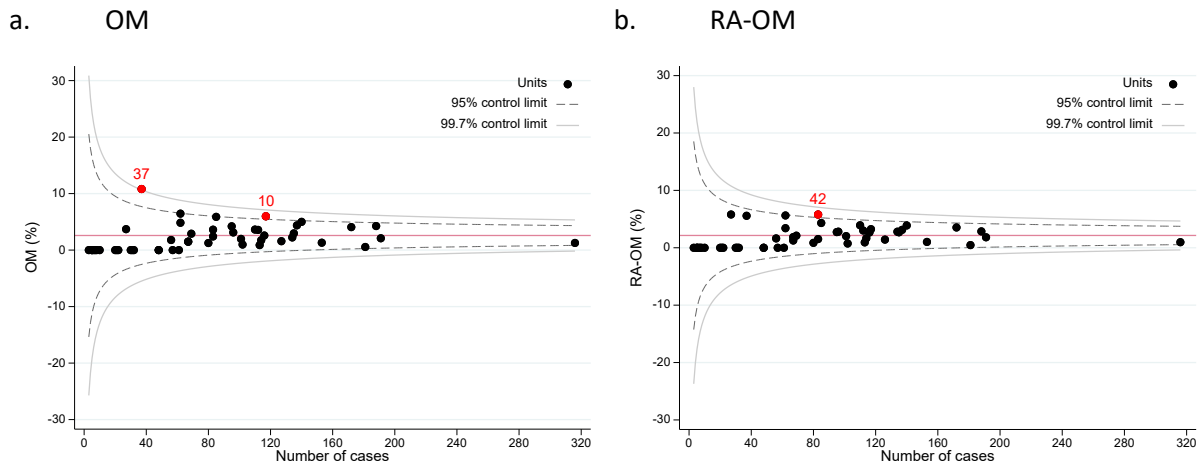 a. OM
30
20
10
0
-10
-20
-30
OM (%)
0 40 80 120 160 200 240 280 320
Number of cases
Units
95% control limit
99.7% control limit
37
10
b. RA-OM
30
20
10
0
-10
-20
-30
RA-OM (%)
0 40 80 120 160 200 240 280 320
Number of cases
Units
95% control limit
99.7% control limit
42